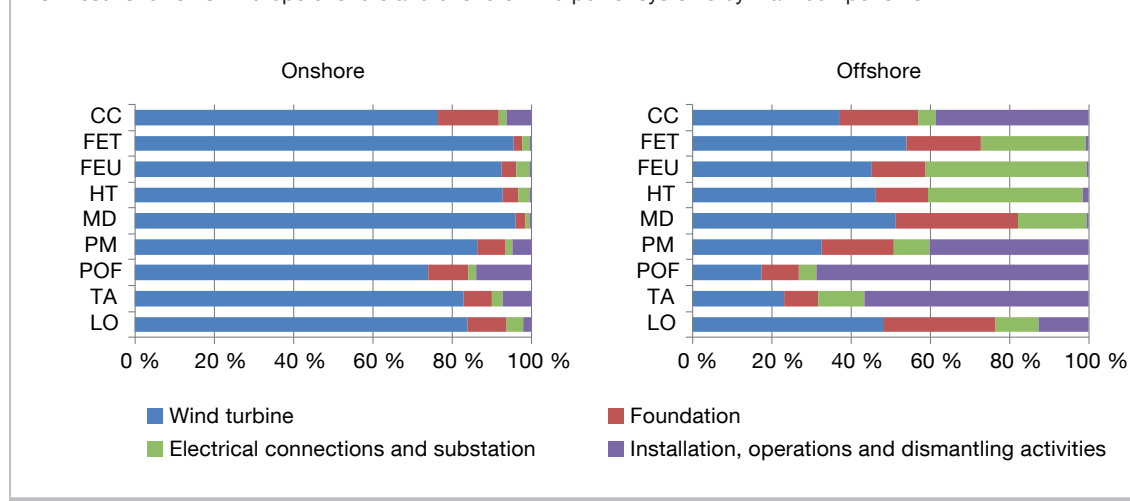 Onshore
Offshore
CC
FET
FEU
HT
MD
PM
POF
TA
LO
0 % 20 % 40 % 60 % 80 % 100 %
CC
FET
FEU
HT
MD
PM
POF
TA
LO
0 % 20 % 40 % 60 % 80 % 100 %
Wind turbine
Foundation
Electrical connections and substation
Installation, operations and dismantling activities